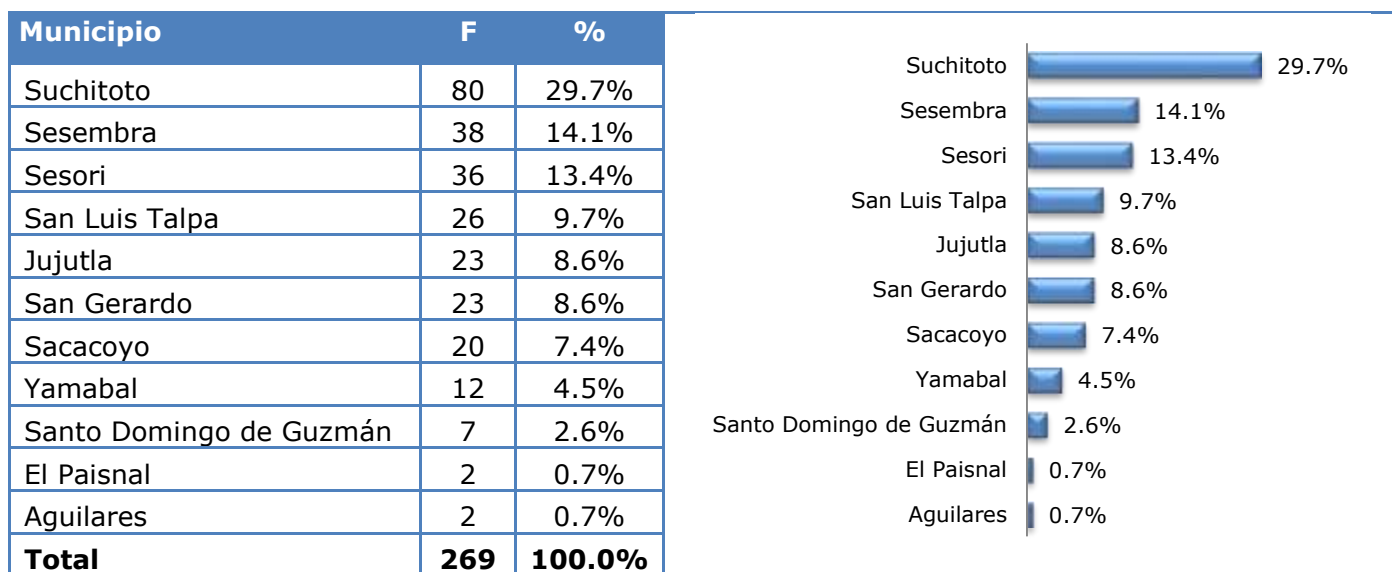 Municipio F %
Suchitoto 80 29.7%
Sesembra 38 14.1%
Sesori 36 13.4%
San Luis Talpa 26 9.7%
Jujutla 23 8.6%
San Gerardo 23 8.6%
Sacacoyo 20 7.4%
Yamabal 12 4.5%
Santo Domingo de Guzmán 7 2.6%
El Paisnal 2 0.7%
Aguilares 2 0.7%
Total 269 100.0%
Suchitoto 29.7%
Sesembra 14.1%
Sesori 13.4%
San Luis Talpa 9.7%
Jujutla 8.6%
San Gerardo 8.6%
Sacacoyo 7.4%
Yamabal 4.5%
Santo Domingo de Guzmán 2.6%
El Paisnal 0.7%
Aguilares 0.7%